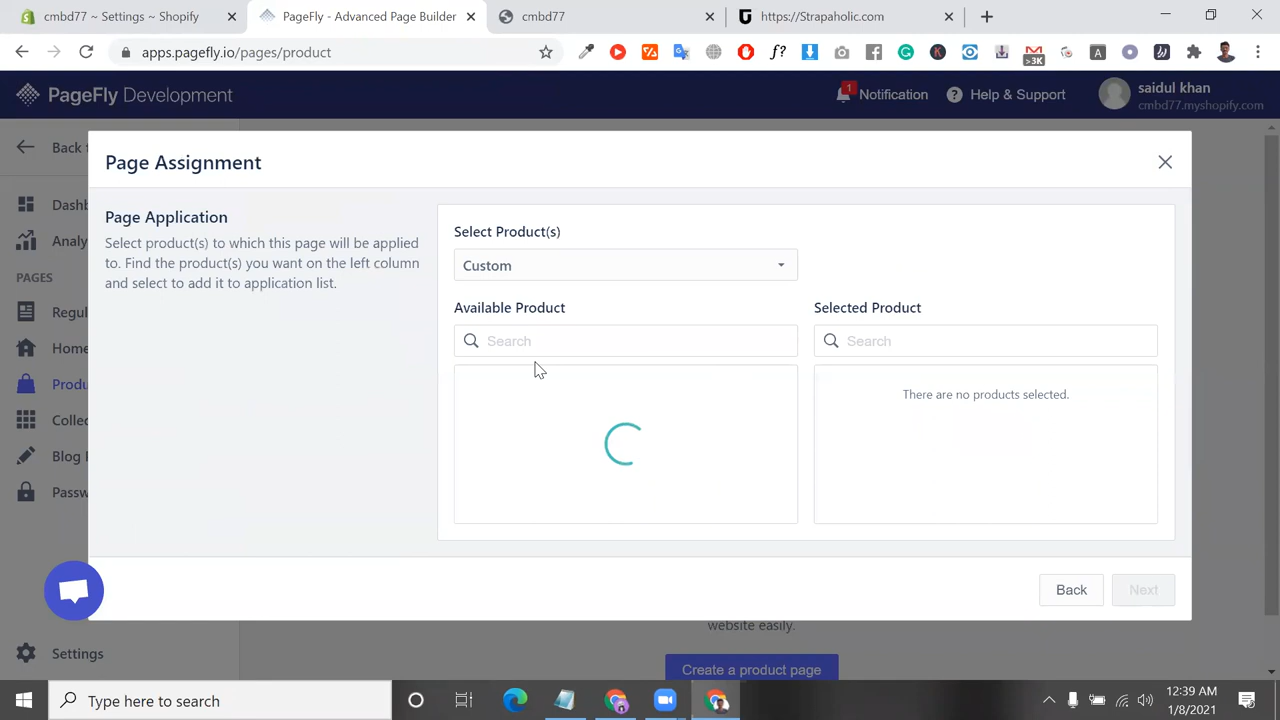 cmbd77 ~ Settings ~ Shopify
PageFly - Advanced Page Builder
cmbd77
https://Strapaholic.com
apps.pagefly.io/pages/product
f?
>3K
A
PageFly Development
1
Notification
Help & Support
saidul khan
cmbd77.myshopify.com
Back t
Page Assignment
Dashb
Analy
PAGES
Regul
Home
Produ
Collec
Blog P
Passw
Settings
Page Application
Select product(s) to which this page will be applied
to. Find the product(s) you want on the left column
and select to add it to application list.
Select Product(s)
Custom
Available Product
Selected Product
Search
Search
There are no products selected.
Back
Next
website easily.
Create a product page
Type here to search
12:39 AM
1/8/2021